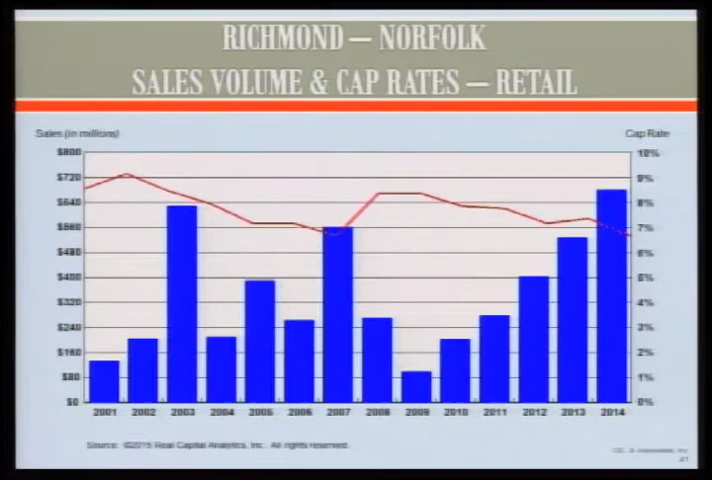 RICHMOND — NORFOLK
SALES VOLUME & CAP RATES — RETAIL
Sales (in millions) Cap Rate
$800 10%
$720 9%
$640 8%
$560 7%
$480 6%
$400 5%
$320 4%
$240 3%
$160 2%
$80 1%
$0 0%
2001 2002 2003 2004 2005 2006 2007 2008 2009 2010 2011 2012 2013 2014
Source: ©2015 Real Capital Analytics, Inc. All rights reserved.
41